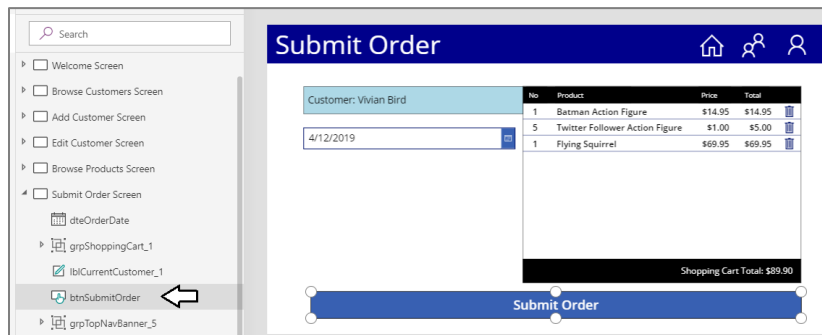 Search
Welcome Screen
Browse Customers Screen
Add Customer Screen
Edit Customer Screen
Browse Products Screen
Submit Order Screen
dteOrderDate
grpShoppingCart_1
lblCurrentCustomer_1
btnSubmitOrder
grpTopNavBanner_5
Submit Order
Customer: Vivian Bird
4/12/2019
No Product Price Total
1 Batman Action Figure $14.95 $14.95
5 Twitter Follower Action Figure $1.00 $5.00
1 Flying Squirrel $69.95 $69.95
Shopping Cart Total: $89.90
Submit Order